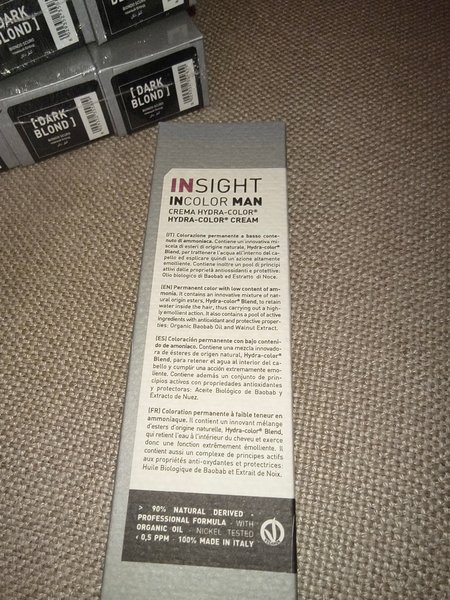 [ DARK
BLOND ]
BIONDO SCURO
[ DARK
BLOND ]
BIONDO SCURO
[ DARK
BLOND ]
BIONDO SCURO
INSIGHT
INCOLOR MAN
CREMA HYDRA-COLOR®
HYDRA-COLOR® CREAM
(IT) Colorazione permanente a basso conte-
nuto di ammoniaca. Contiene un innovativa mi-
scela di esteri di origine naturale, Hydra-color®
Blend, per trattenere l'acqua all'interno del ca-
pello ed esplicare quindi un azione altamente
emolliente. Contiene inoltre un pool di principi
attivi dalle proprietà antiossidanti e protettive:
Olio biologico di Baobab ed Estratto di Noce.
(EN) Permanent color with low content of am-
monia. It contains an innovative mixture of nat-
ural origin esters, Hydra-color® Blend, to retain
water inside the hair, thus carrying out a high-
ly emollient action. It also contains a pool of active
ingredients with antioxidant and protective proper-
ties: Organic Baobab Oil and Walnut Extract.
(ES) Coloración permanente con bajo conteni-
do de amoníaco. Contiene una mezcla innovado-
ra de ésteres de origen natural, Hydra-color®
Blend, para retener el agua al interior del ca-
bello y cumplir una acción extremamente emo-
liente. Contiene además un conjunto de prin-
cipios activos con propiedades antioxidantes
y protectoras: Aceite Biológico de Baobab y
Extracto de Nuez.
(FR) Coloration permanente à faible teneur en
ammoniaque. Il contient un innovant mélange
d'esters d'origine naturelle, Hydra-color® Blend,
qui retient l'eau à l'intérieur du cheveu et exerce
donc une fonction extrêmement émolliente. Il
contient aussi un complexe de principes actifs
aux propriétés anti-oxydantes et protectrices:
Huile Biologique de Baobab et Extrait de Noix.
> 90% NATURAL DERIVED -
PROFESSIONAL FORMULA - WITH
ORGANIC OIL - NICKEL TESTED
< 0,5 PPM - 100% MADE IN ITALY